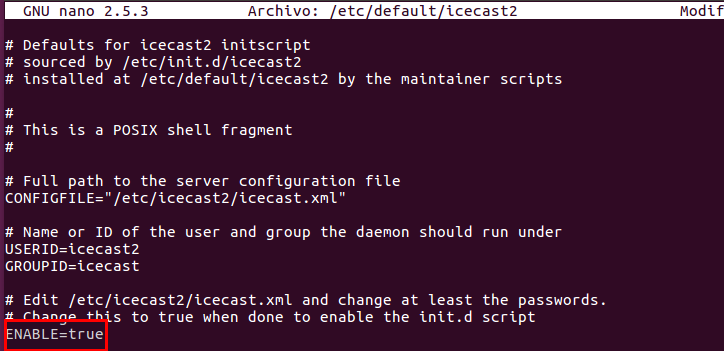 GNU nano 2.5.3 Archivo: /etc/default/icecast2 Modif
# Defaults for icecast2 initscript
# sourced by /etc/init.d/icecast2
# installed at /etc/default/icecast2 by the maintainer scripts
#
# This is a POSIX shell fragment
#
# Full path to the server configuration file
CONFIGFILE="/etc/icecast2/icecast.xml"
# Name or ID of the user and group the daemon should run under
USERID=icecast2
GROUPID=icecast
# Edit /etc/icecast2/icecast.xml and change at least the passwords.
# Change this to true when done to enable the init.d script
ENABLE=true